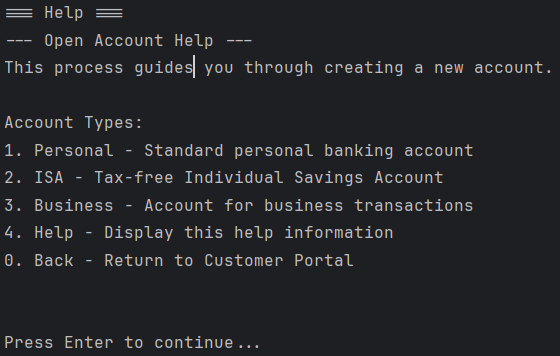 === Help ===
--- Open Account Help ---
This process guides you through creating a new account.
Account Types:
1. Personal - Standard personal banking account
2. ISA - Tax-free Individual Savings Account
3. Business - Account for business transactions
4. Help - Display this help information
0. Back - Return to Customer Portal
Press Enter to continue...